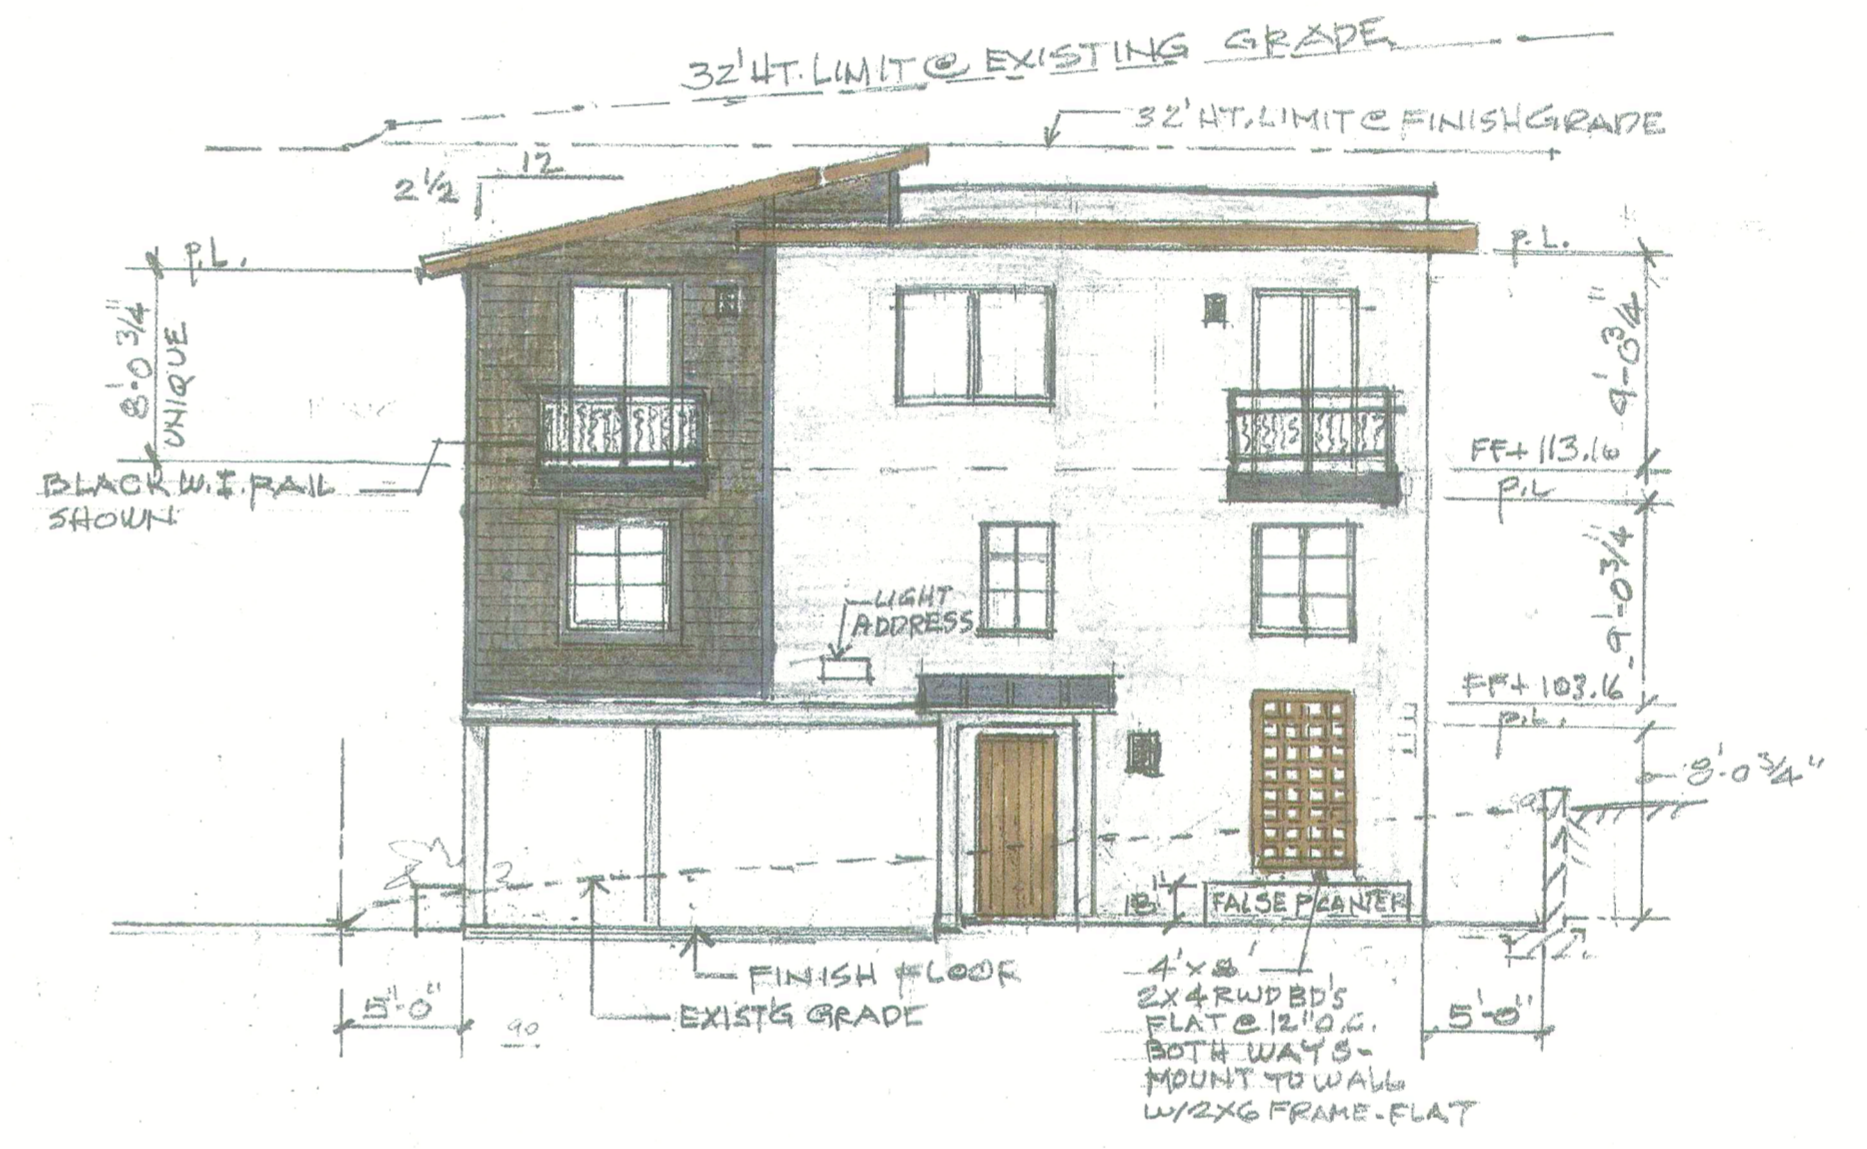 32' HT. LIMIT @ EXISTING GRADE
32' HT. LIMIT @ FINISH GRADE
12
2 1/2
P.L.
P.L.
8'-0 3/4"
UNIQUE
9'-0 3/4"
BLACK W.I. RAIL
SHOWN
FF+ 113.16
P.L
9'-0 3/4"
LIGHT
ADDRESS
FF+ 103.16
P.L.
8'-0 3/4"
18"
FALSE PLANTER
FINISH FLOOR
EXIST'G GRADE
5'-0"
90
4' X 8'
2X4 RWD BD'S
FLAT @ 12" O.C.
BOTH WAYS-
MOUNT TO WALL
W/2X6 FRAME-FLAT
5'-0"